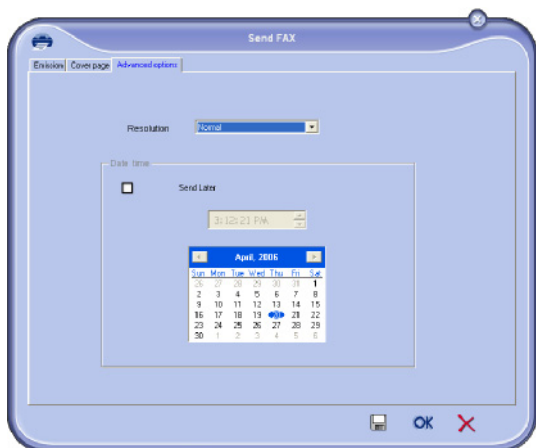 Send FAX
Emission Cover page Advanced options
Resolution Normal
Date time
Send Later
3:12:21 PM
April, 2006
Sun Mon Tue Wed Thu Fri Sat
26 27 28 29 30 31 1
2 3 4 5 6 7 8
9 10 11 12 13 14 15
16 17 18 19 20 21 22
23 24 25 26 27 28 29
30 1 2 3 4 5 6
OK